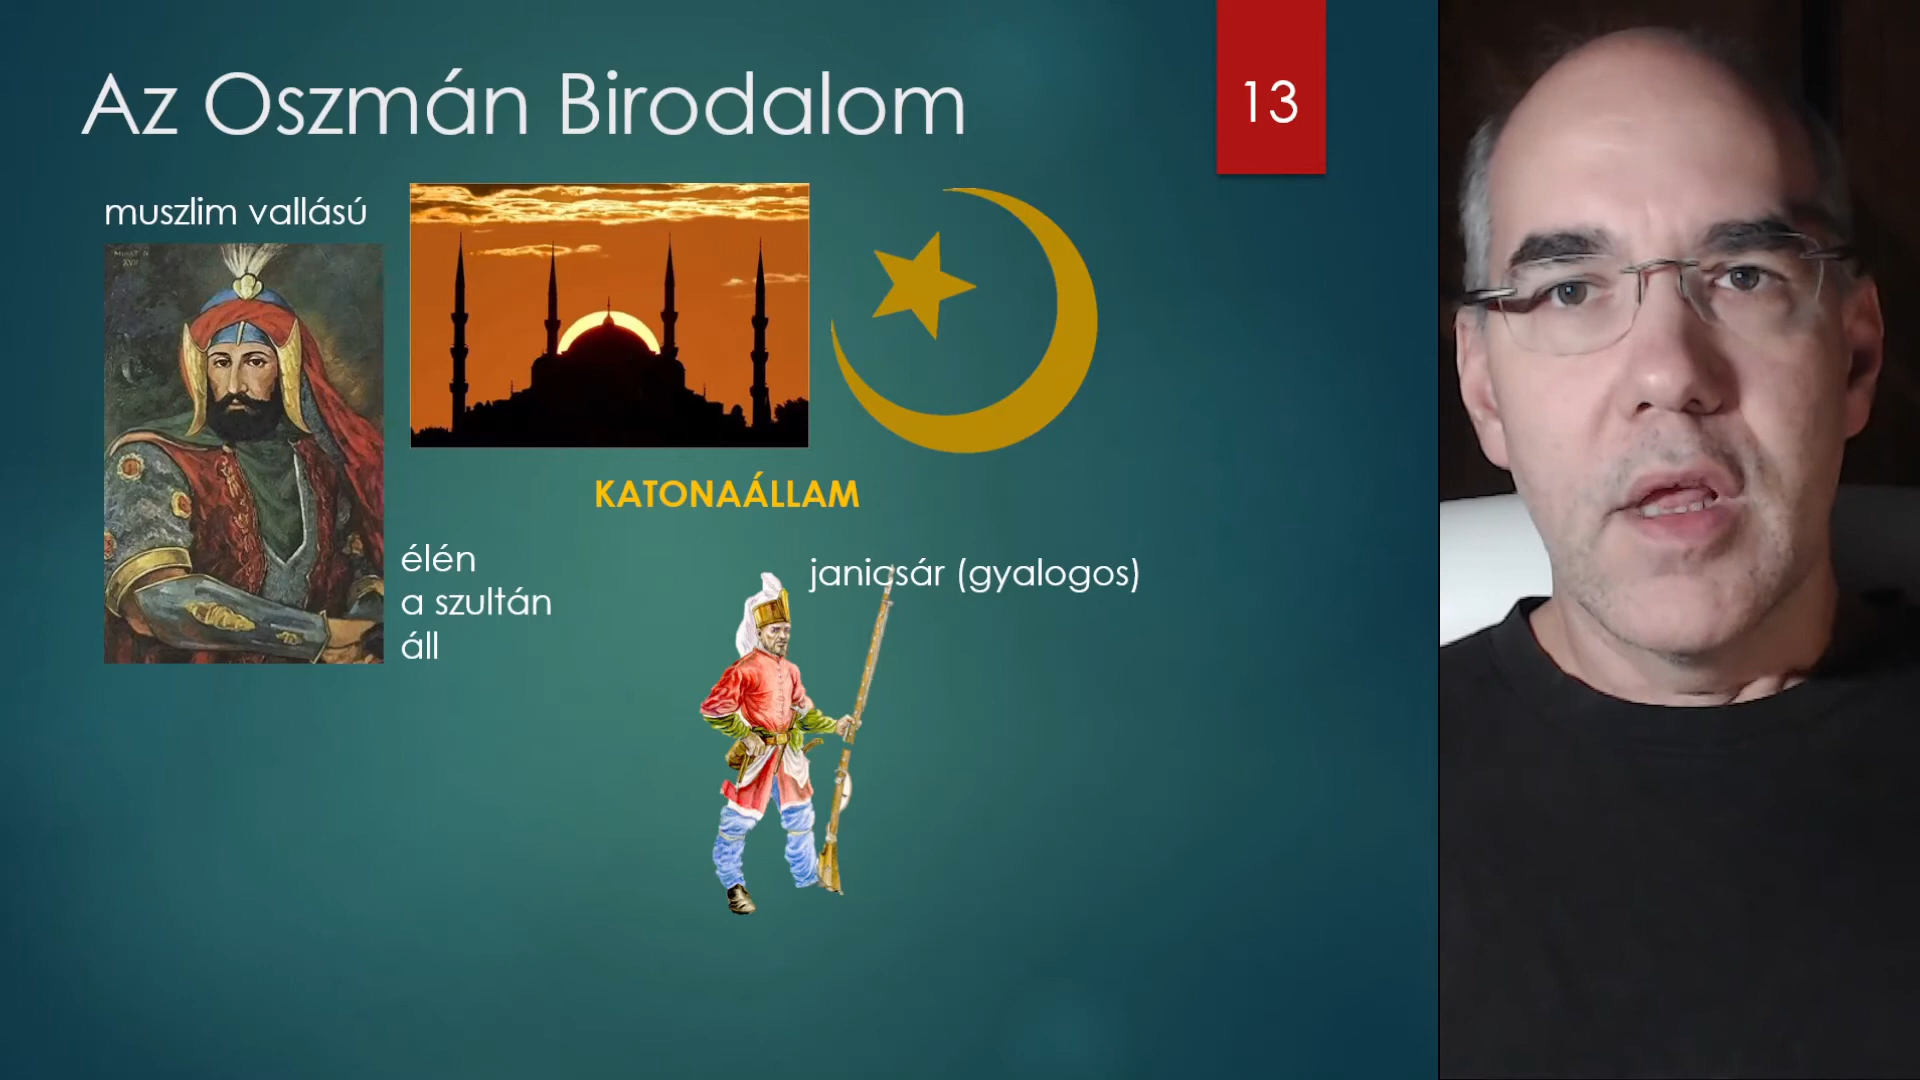 Az Oszmán Birodalom
13
muszlim vallású
KATONAÁLLAM
élén
a szultán
áll
janicsár (gyalogos)